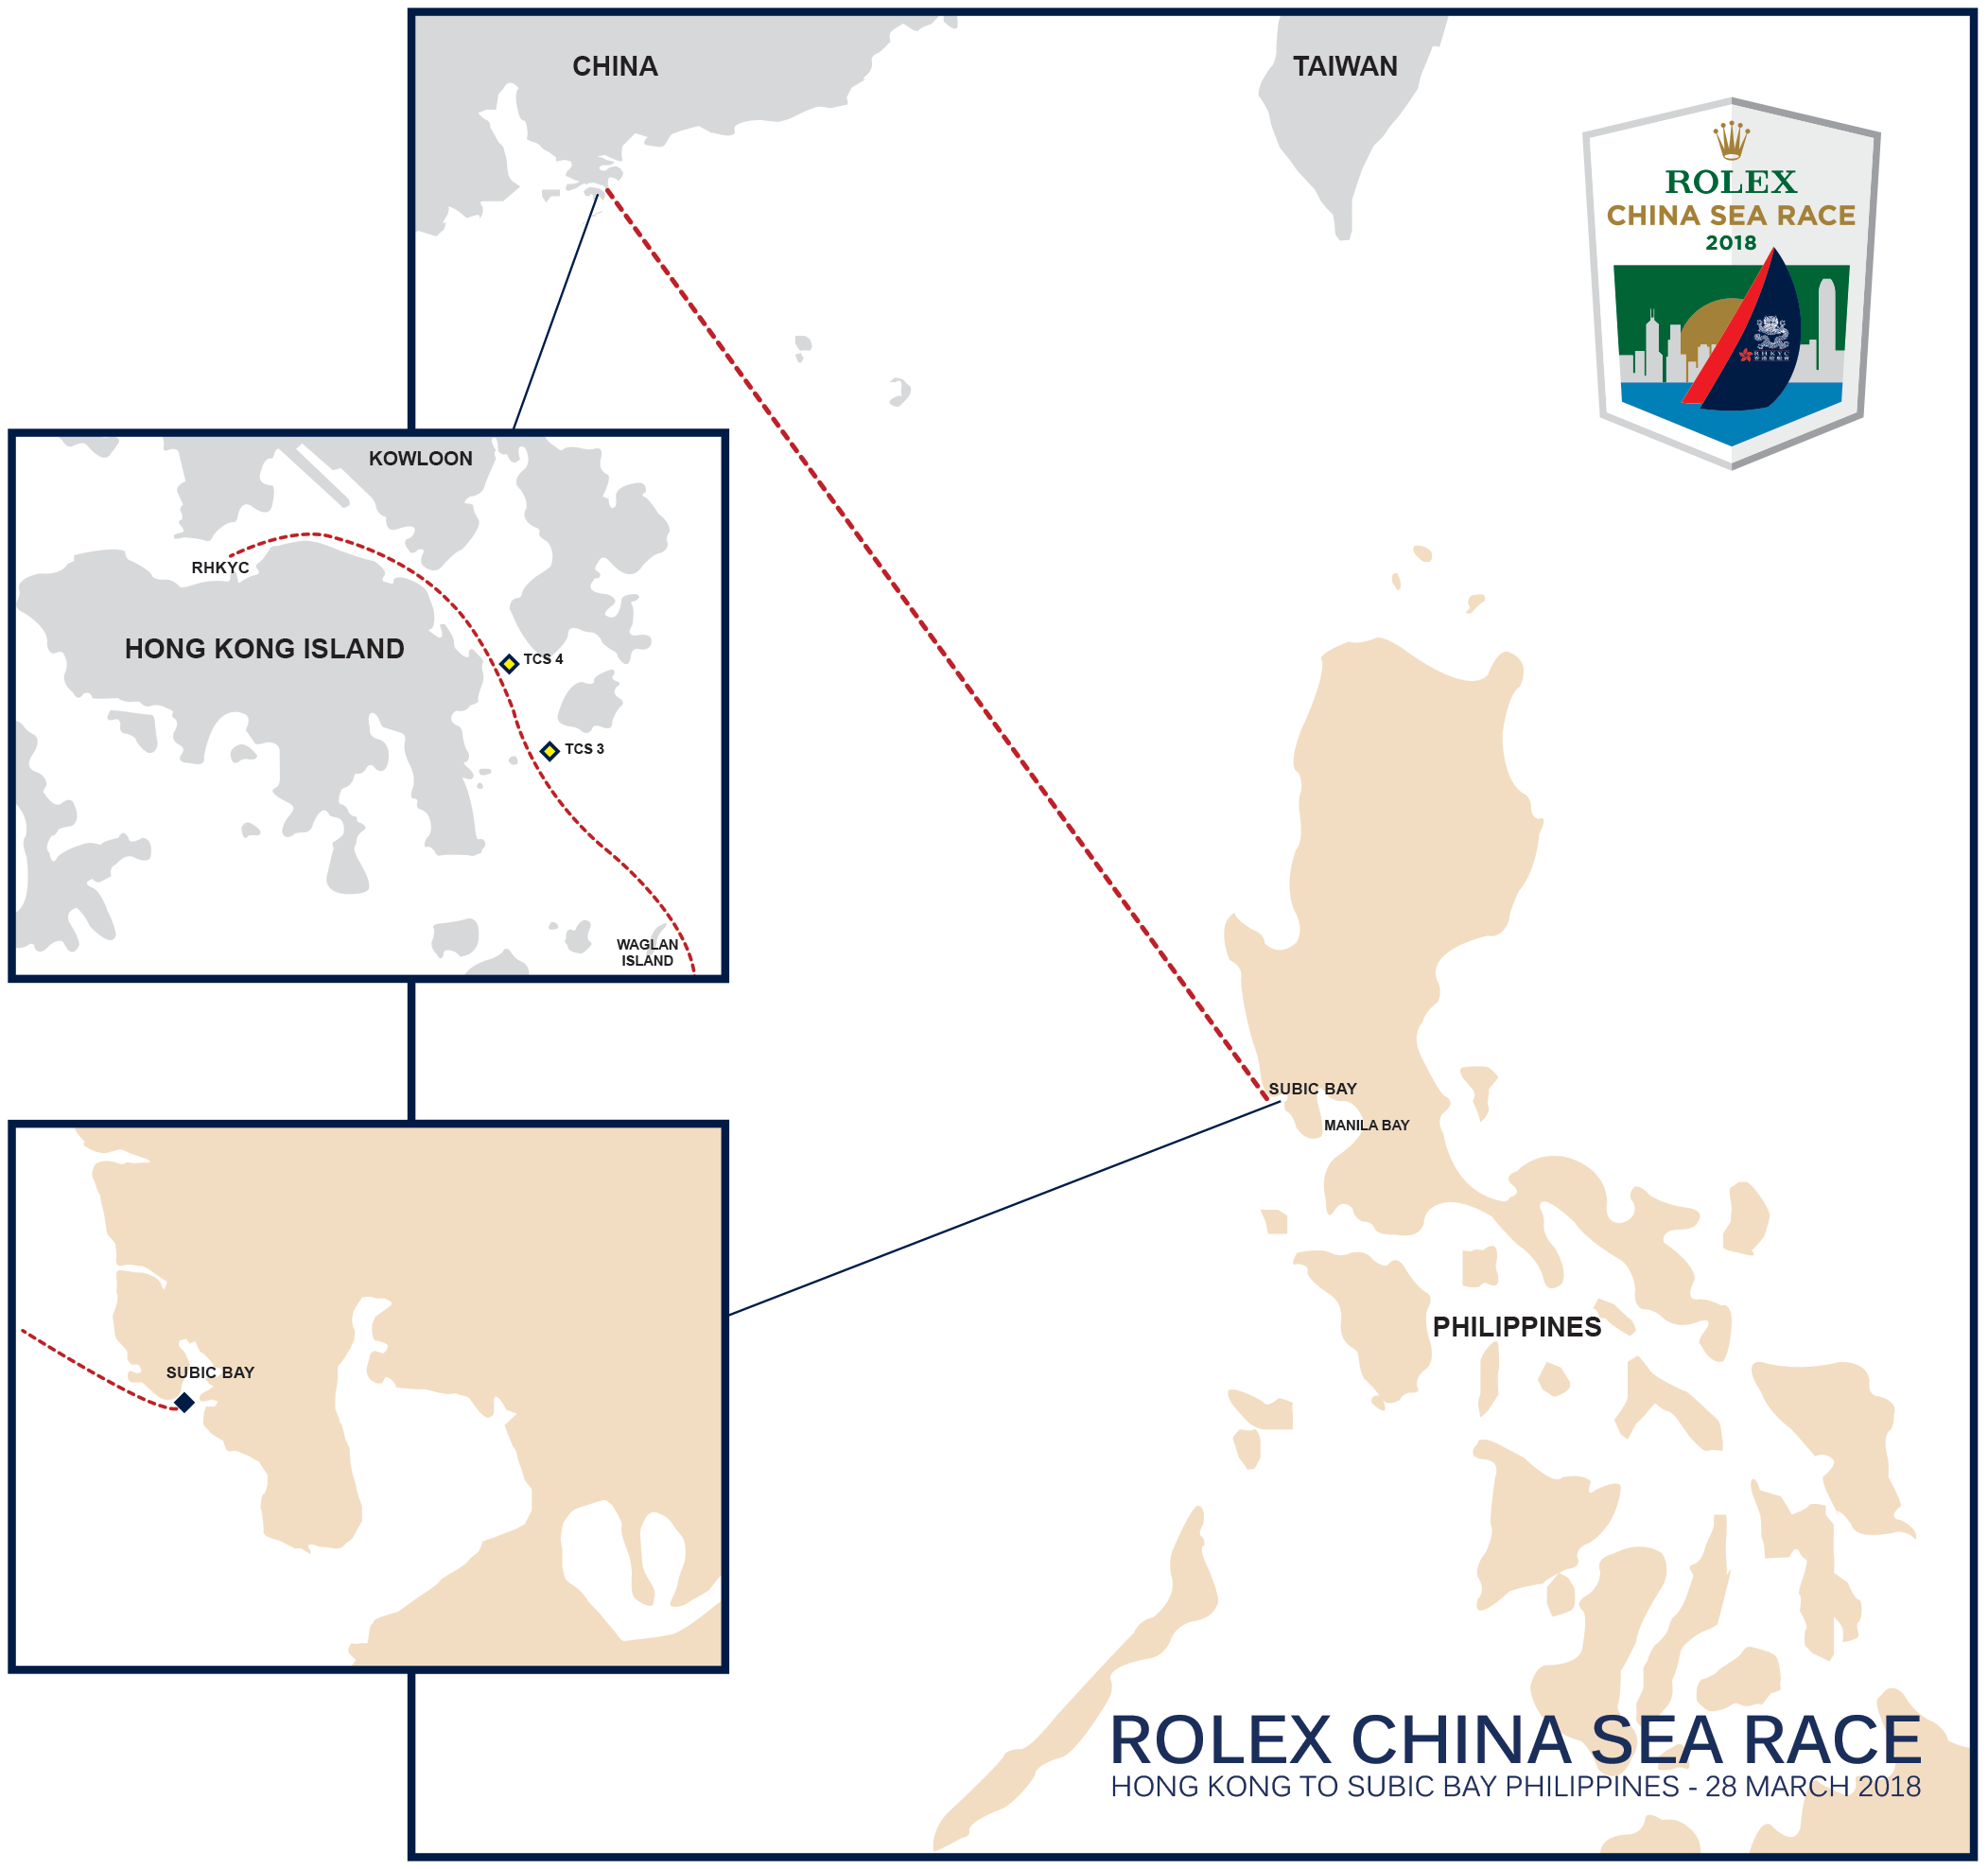 CHINA
TAIWAN
ROLEX
CHINA SEA RACE
2018
RHKYC
KOWLOON
RHKYC
HONG KONG ISLAND
TCS 4
TCS 3
WAGLAN
ISLAND
SUBIC BAY
MANILA BAY
PHILIPPINES
SUBIC BAY
ROLEX CHINA SEA RACE
HONG KONG TO SUBIC BAY PHILIPPINES - 28 MARCH 2018